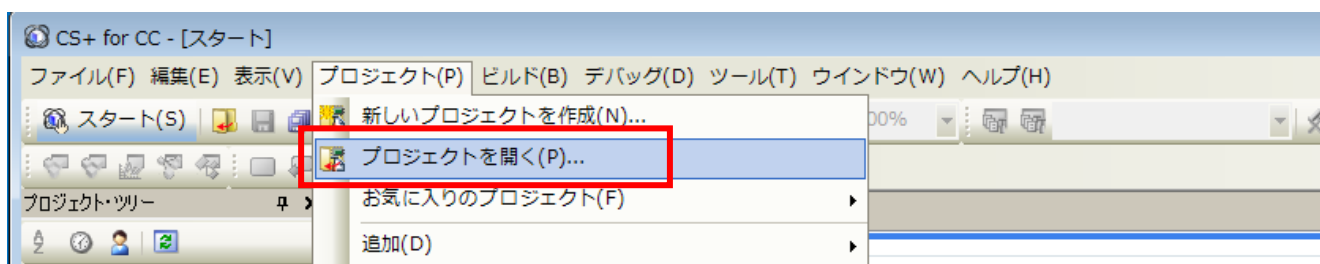 CS+ for CC - [スタート]
ファイル(F) 編集(E) 表示(V) プロジェクト(P) ビルド(B) デバッグ(D) ツール(T) ウインドウ(W) ヘルプ(H)
スタート(S)
新しいプロジェクトを作成(N)...
00%
プロジェクトを開く(P)...
プロジェクト・ツリー
お気に入りのプロジェクト(F)
追加(D)